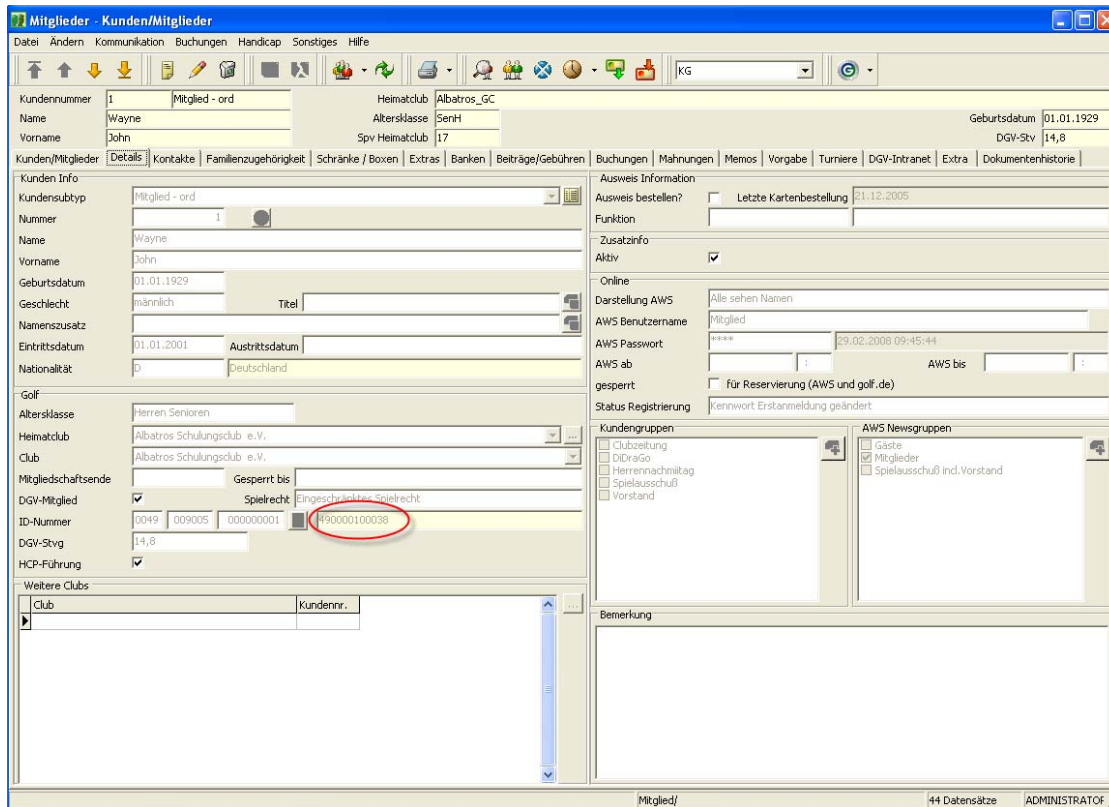 Mitglieder - Kunden/Mitglieder
Datei Ändern Kommunikation Buchungen Handicap Sonstiges Hilfe
KG
Kundennummer 1 Mitglied - ord Heimatclub Albatros_GC
Name Wayne Altersklasse SenH Geburtsdatum 01.01.1929
Vorname John Spv Heimatclub 17 DGV-Stv 14,8
Kunden/Mitglieder Details Kontakte Familienzugehörigkeit Schränke / Boxen Extras Banken Beiträge/Gebühren Buchungen Mahnungen Memos Vorgabe Turniere DGV-Intranet Extra Dokumentenhistorie
Kunden Info
Kundensubtyp Mitglied - ord
Nummer 1
Name Wayne
Vorname John
Geburtsdatum 01.01.1929
Geschlecht männlich Titel
Namenszusatz
Eintrittsdatum 01.01.2001 Austrittsdatum
Nationalität D Deutschland
Golf
Altersklasse Herren Senioren
Heimatclub Albatros Schulungsclub e.V. ...
Club Albatros Schulungsclub e.V.
Mitgliedschaftsende Gesperrt bis
DGV-Mitglied Spielrecht Eingeschränktes Spielrecht
ID-Nummer 0049 009005 000000001 490000100038
DGV-Stvg 14,8
HCP-Führung
Weitere Clubs
Club Kundennr. ...
Ausweis Information
Ausweis bestellen? Letzte Kartenbestellung 21.12.2005
Funktion
Zusatzinfo
Aktiv
Online
Darstellung AWS Alle sehen Namen
AWS Benutzername Mitglied
AWS Passwort **** 29.02.2008 09:45:44
AWS ab : AWS bis :
gesperrt für Reservierung (AWS und golf.de)
Status Registrierung Kennwort Erstanmeldung geändert
Kundengruppen
Clubzeitung
DiDraGo
Herrennachmiitag
Spielausschuß
Vorstand
AWS Newsgruppen
Gäste
Mitglieder
Spielausschuß incl.Vorstand
Bemerkung
Mitglied/ 44 Datensätze ADMINISTRATOR